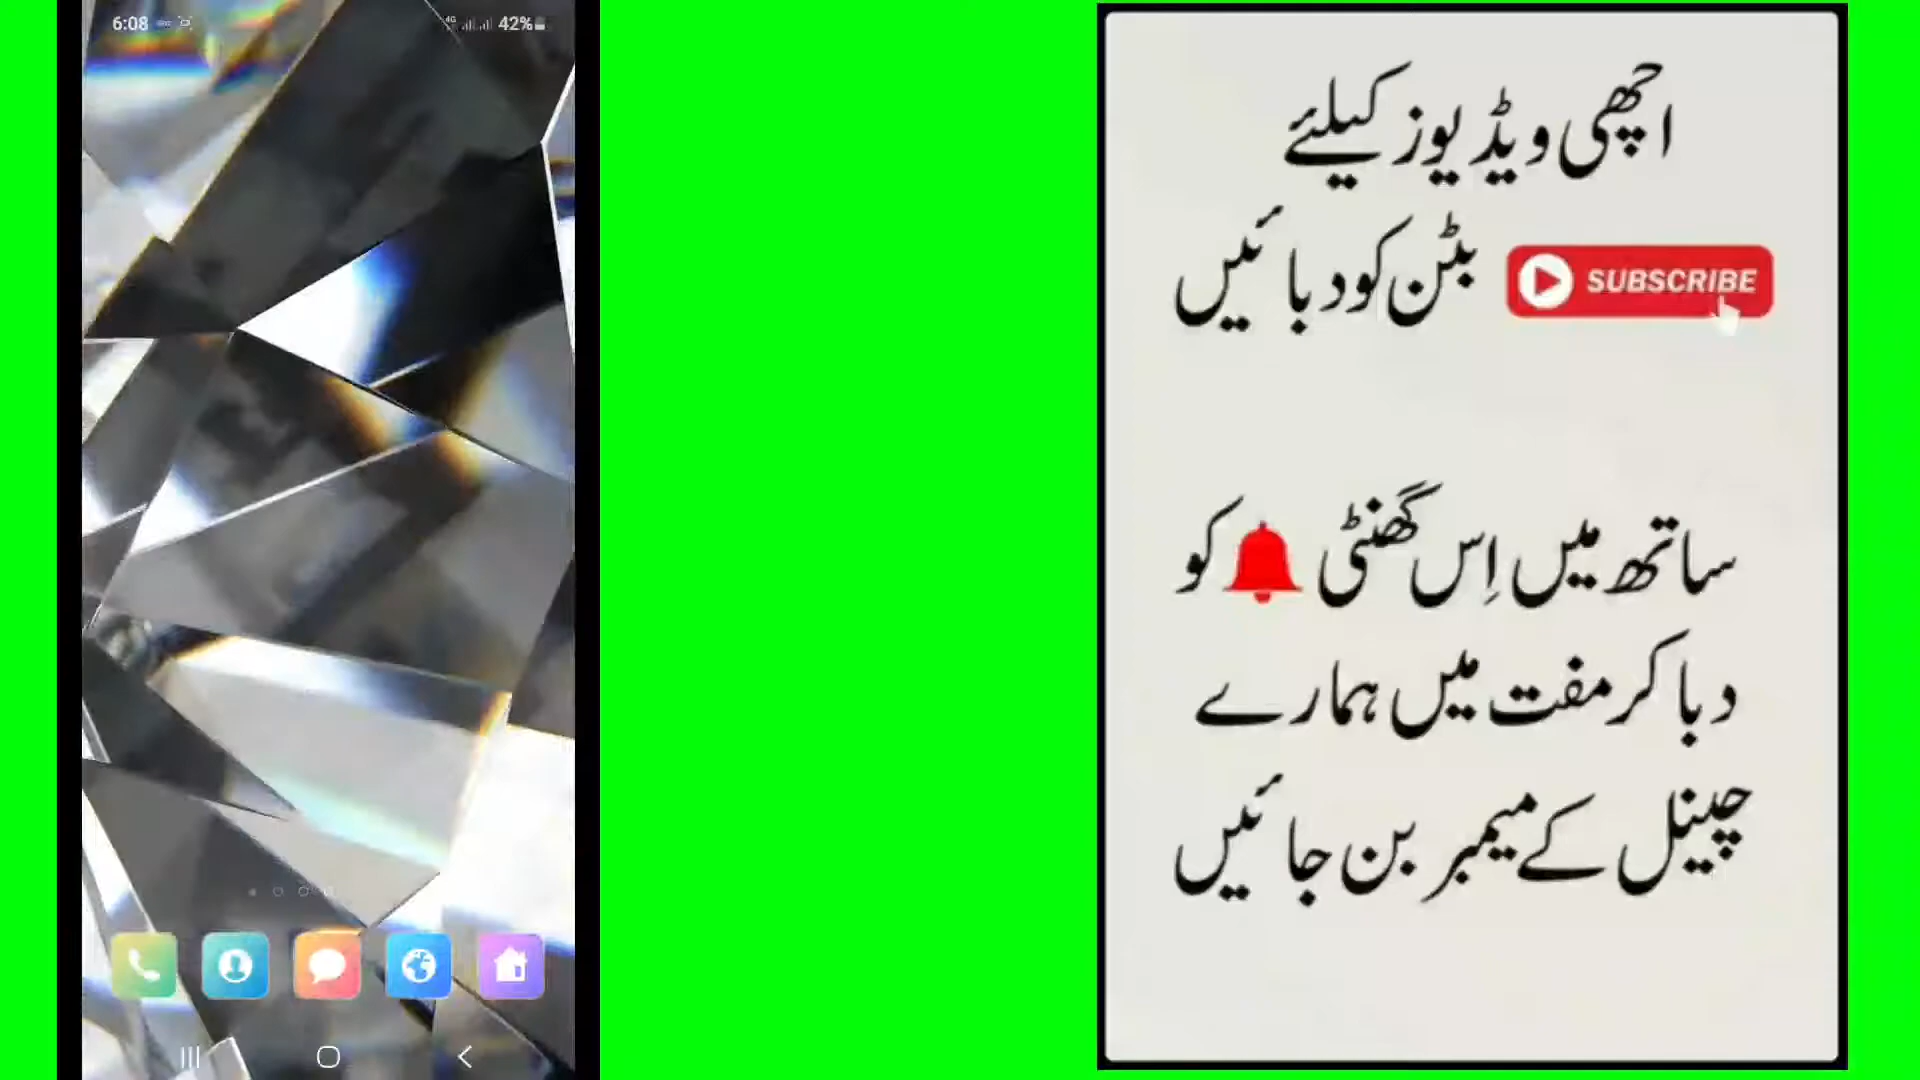 6:08
4G 42%
اچھی ویڈیوز کیلئے
SUBSCRIBE بٹن کو دبائیں
ساتھ میں اِس گھنٹی کو
دبا کر مفت میں ہمارے
چینل کے میمبر بن جائیں